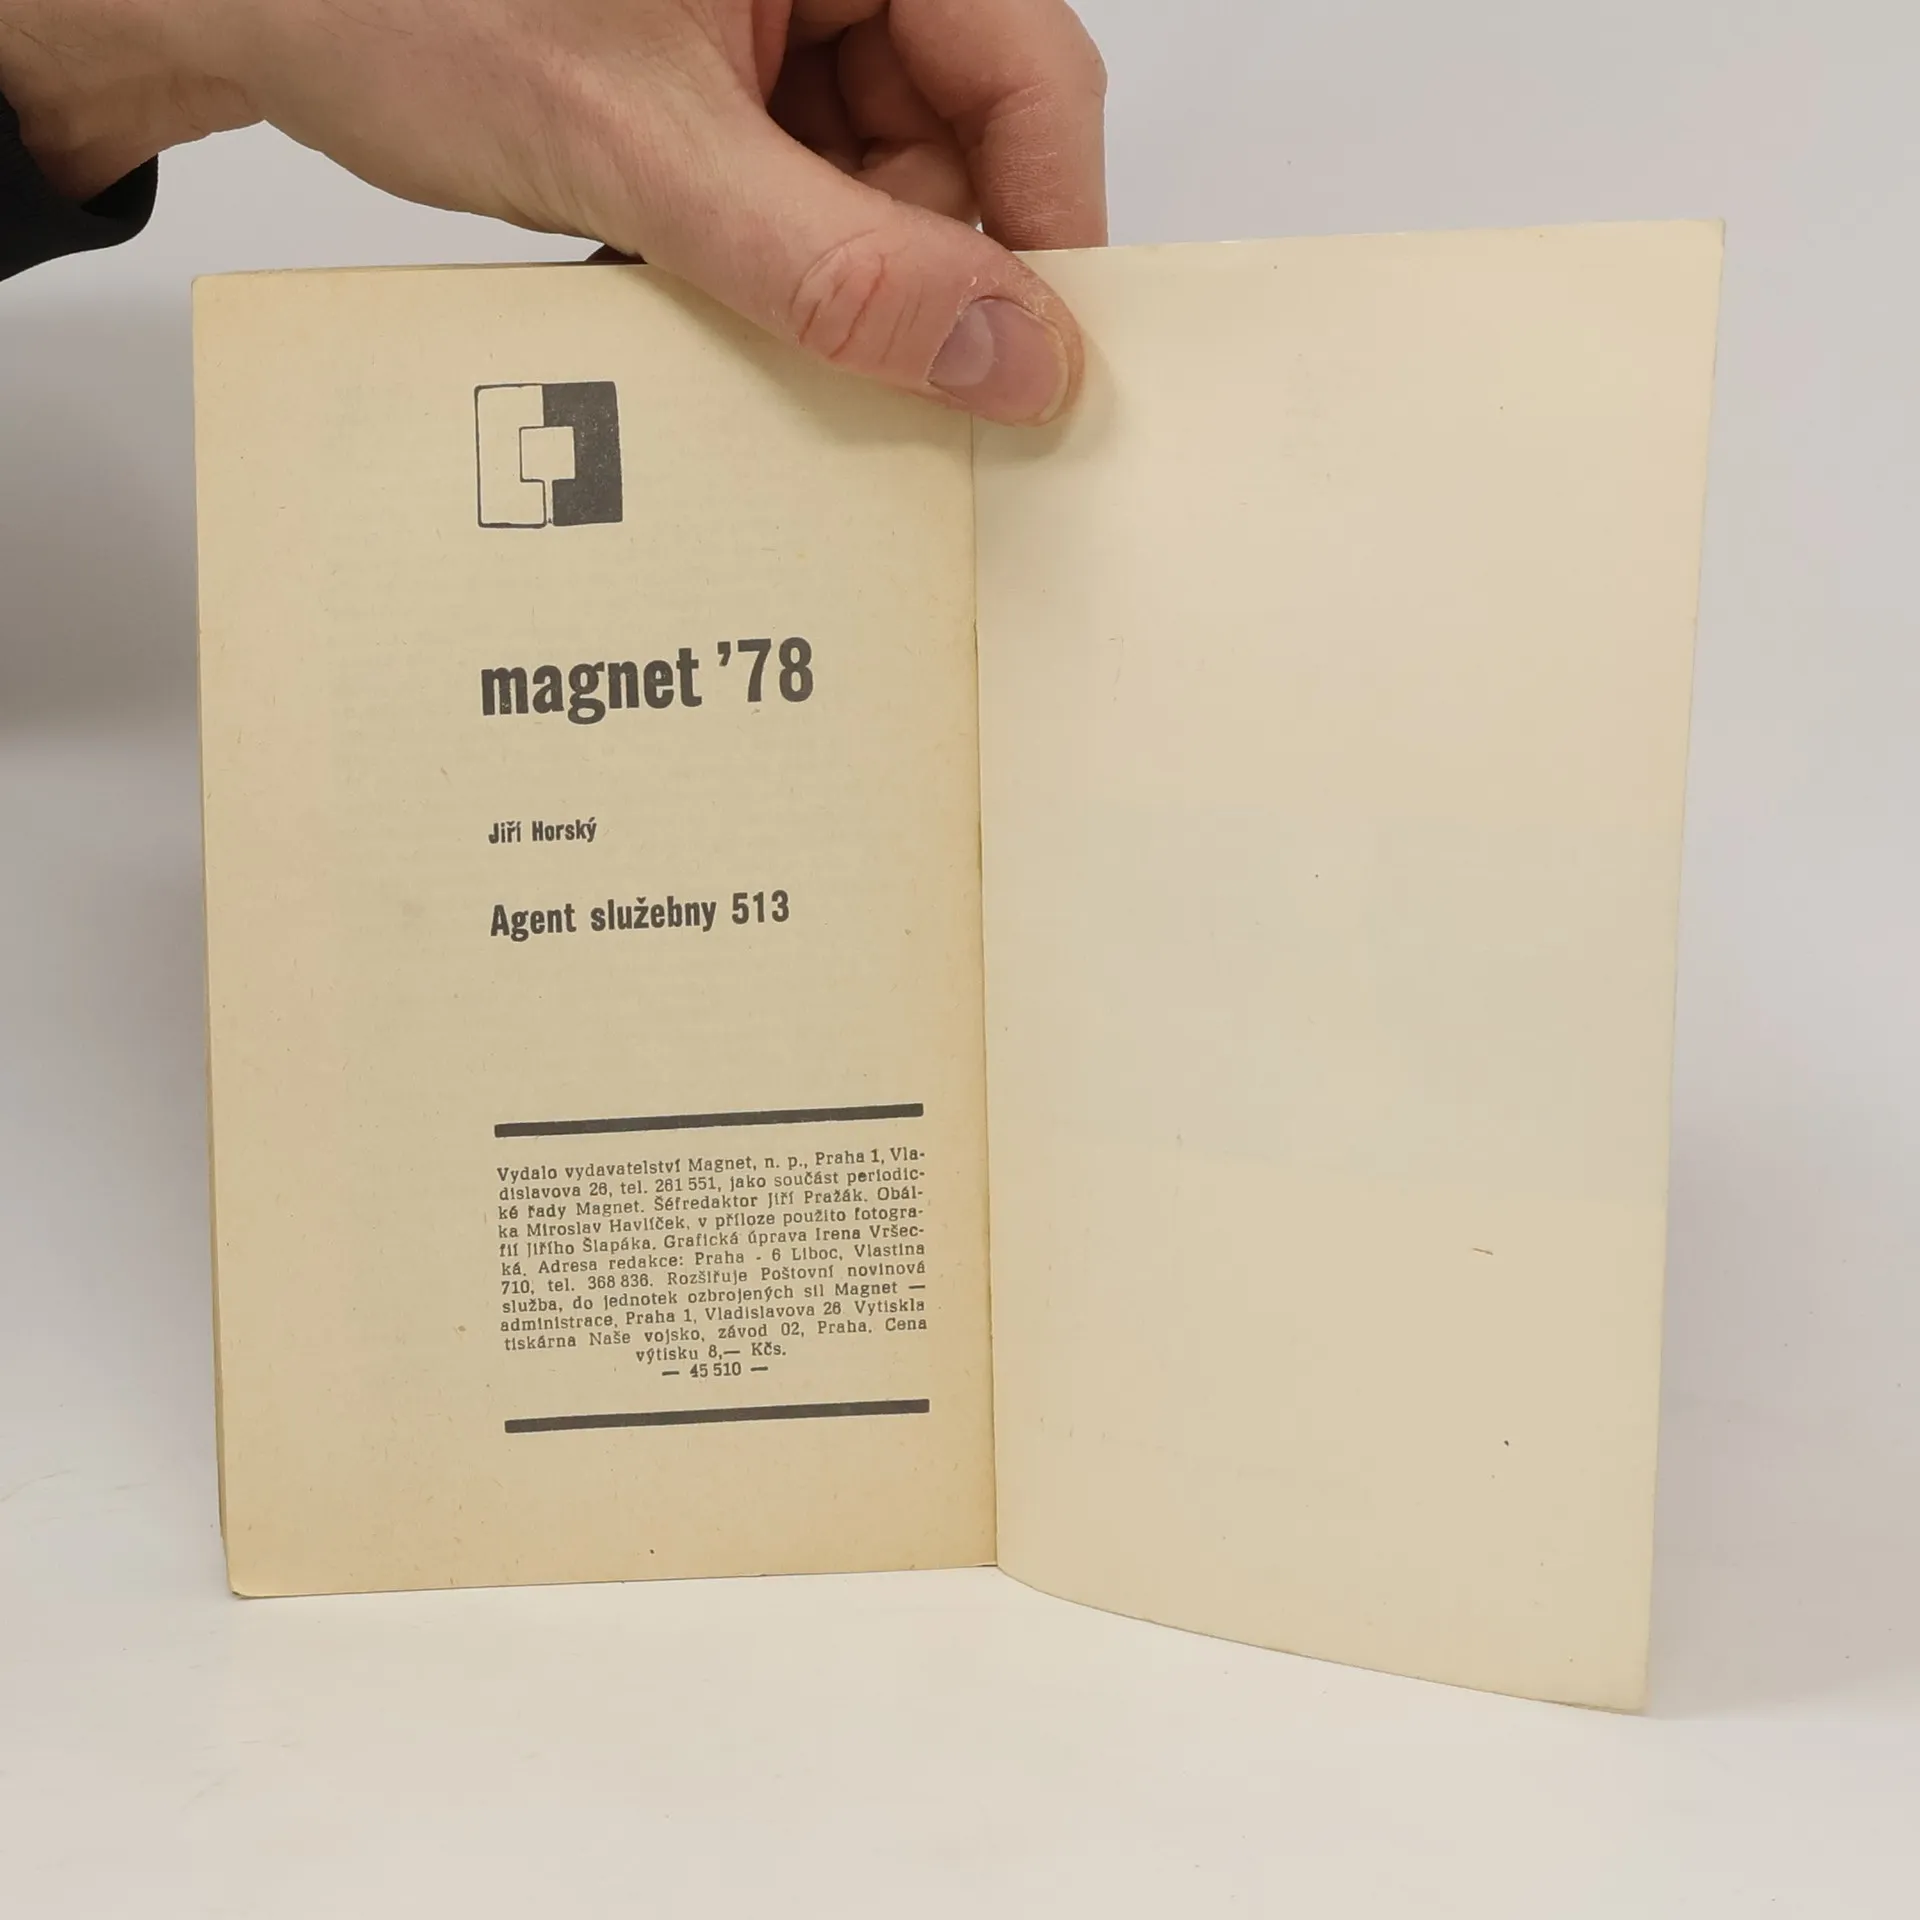 magnet ’78
Jiří Horský
Agent služebny 513
Vydalo vydavatelství Magnet, n. p., Praha 1, Vla-
dislavova 26, tel. 261 551, jako součást periodic-
ké řady Magnet. Šéfredaktor Jiří Pražák. Obál-
ka Miroslav Havlíček, v příloze použito fotogra-
fií Jiřího Šlapáka. Grafická úprava Irena Vršec-
ká. Adresa redakce: Praha - 6 Liboc, Vlastina
710, tel. 368 836. Rozšiřuje Poštovní novinová
služba, do jednotek ozbrojených sil Magnet —
administrace, Praha 1, Vladislavova 26 Vytiskla
tiskárna Naše vojsko, závod 02, Praha. Cena
výtisku 8,— Kčs.
— 45 510 —